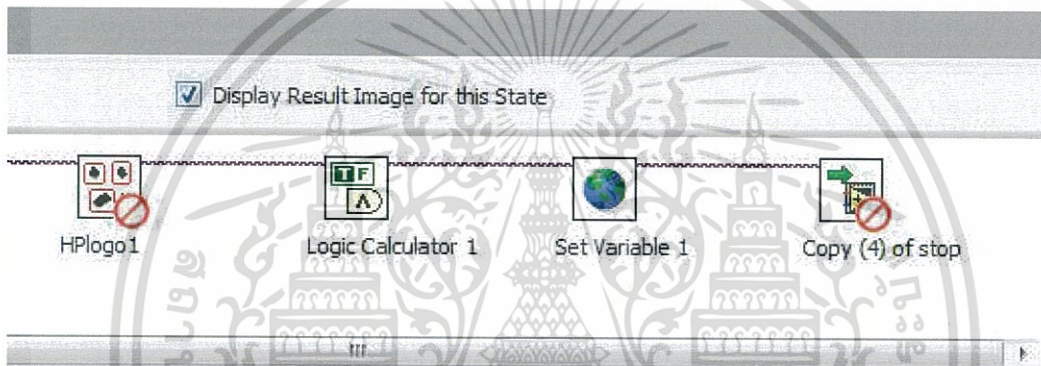 Display Result Image for this State
T F
HPlogo1 Logic Calculator 1 Set Variable 1 Copy (4) of stop